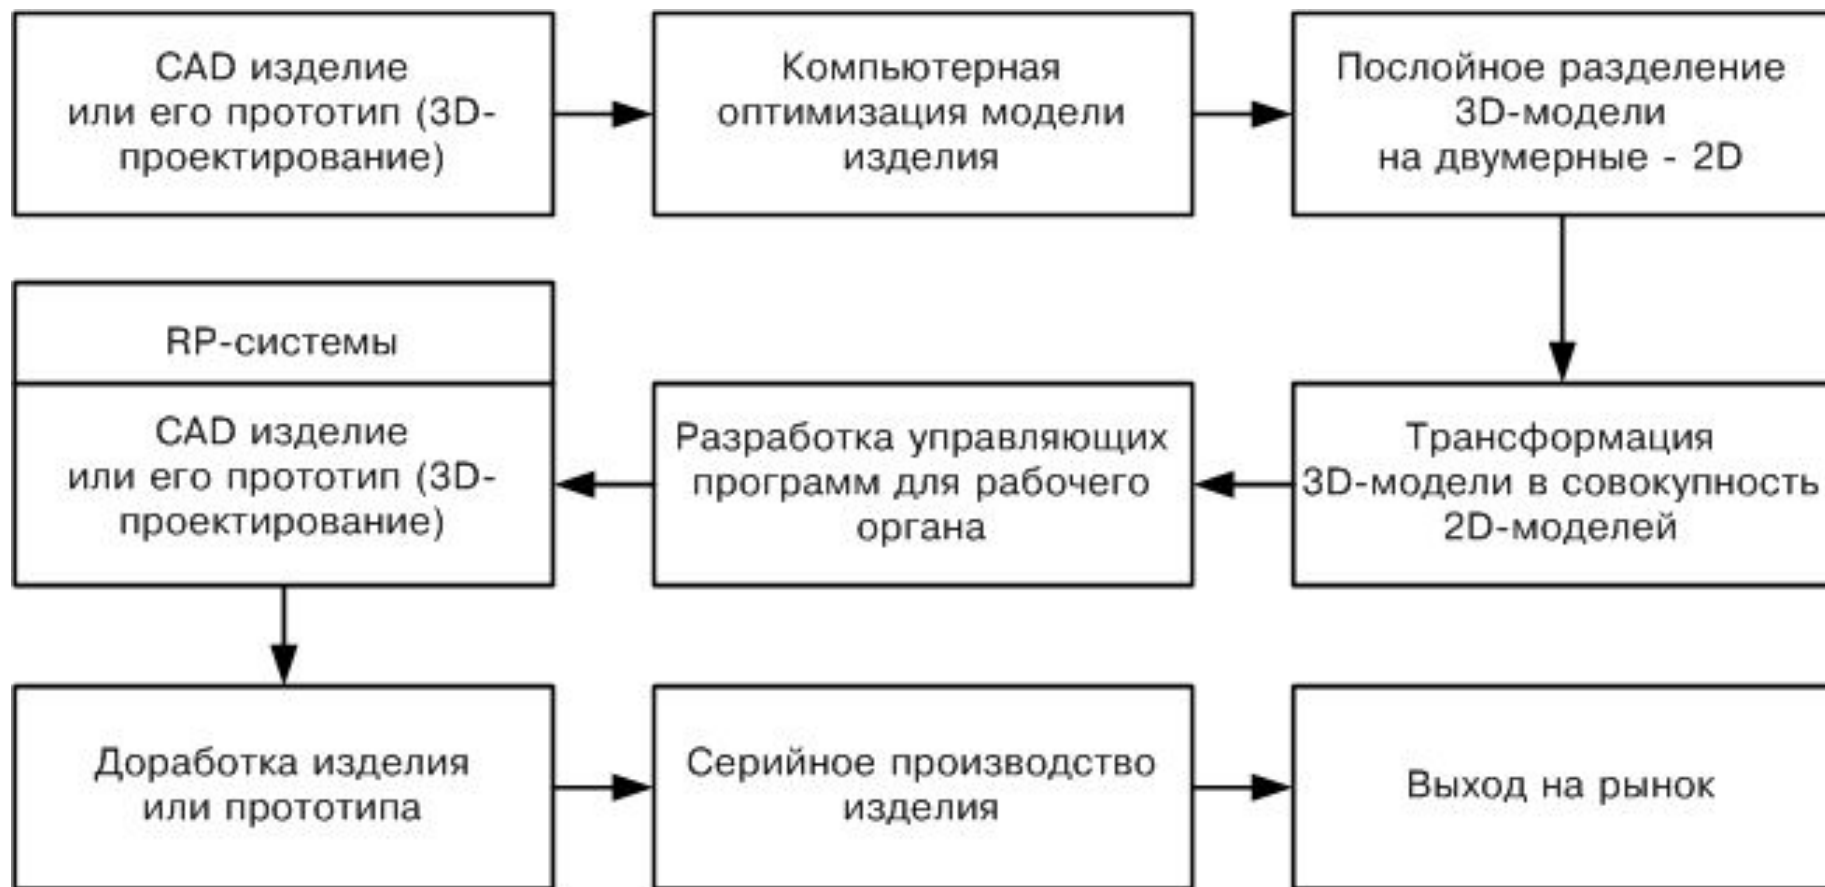 CAD изделие
или его прототип (3D-
проектирование)
Компьютерная
оптимизация модели
изделия
Послойное разделение
3D-модели
на двумерные - 2D
RP-системы
CAD изделие
или его прототип (3D-
проектирование)
Разработка управляющих
программ для рабочего
органа
Трансформация
3D-модели в совокупность
2D-моделей
Доработка изделия
или прототипа
Серийное производство
изделия
Выход на рынок